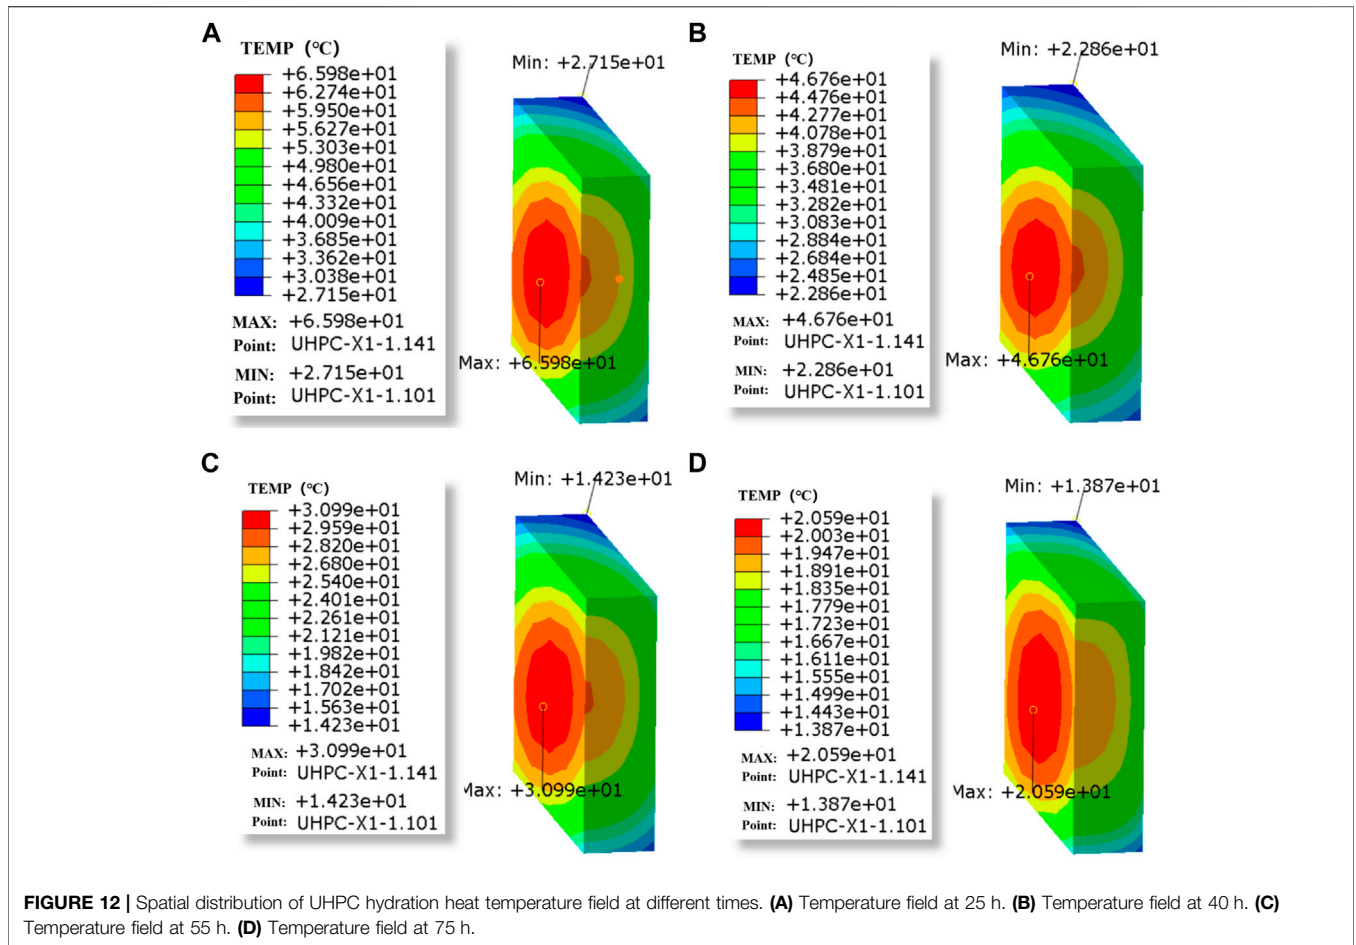 A
TEMP (℃)
+6.598e+01
+6.274e+01
+5.950e+01
+5.627e+01
+5.303e+01
+4.980e+01
+4.656e+01
+4.332e+01
+4.009e+01
+3.685e+01
+3.362e+01
+3.038e+01
+2.715e+01
MAX: +6.598e+01
Point: UHPC-X1-1.141
MIN: +2.715e+01
Point: UHPC-X1-1.101
Min: +2.715e+01
Max: +6.598e+01
B
TEMP (℃)
+4.676e+01
+4.476e+01
+4.277e+01
+4.078e+01
+3.879e+01
+3.680e+01
+3.481e+01
+3.282e+01
+3.083e+01
+2.884e+01
+2.684e+01
+2.485e+01
+2.286e+01
MAX: +4.676e+01
Point: UHPC-X1-1.141
MIN: +2.286e+01
Point: UHPC-X1-1.101
Min: +2.286e+01
Max: +4.676e+01
C
TEMP (℃)
+3.099e+01
+2.959e+01
+2.820e+01
+2.680e+01
+2.540e+01
+2.401e+01
+2.261e+01
+2.121e+01
+1.982e+01
+1.842e+01
+1.702e+01
+1.563e+01
+1.423e+01
MAX: +3.099e+01
Point: UHPC-X1-1.141
MIN: +1.423e+01
Point: UHPC-X1-1.101
Min: +1.423e+01
Max: +3.099e+01
D
TEMP (℃)
+2.059e+01
+2.003e+01
+1.947e+01
+1.891e+01
+1.835e+01
+1.779e+01
+1.723e+01
+1.667e+01
+1.611e+01
+1.555e+01
+1.499e+01
+1.443e+01
+1.387e+01
MAX: +2.059e+01
Point: UHPC-X1-1.141
MIN: +1.387e+01
Point: UHPC-X1-1.101
Min: +1.387e+01
Max: +2.059e+01
FIGURE 12 | Spatial distribution of UHPC hydration heat temperature field at different times. (A) Temperature field at 25 h. (B) Temperature field at 40 h. (C)
Temperature field at 55 h. (D) Temperature field at 75 h.